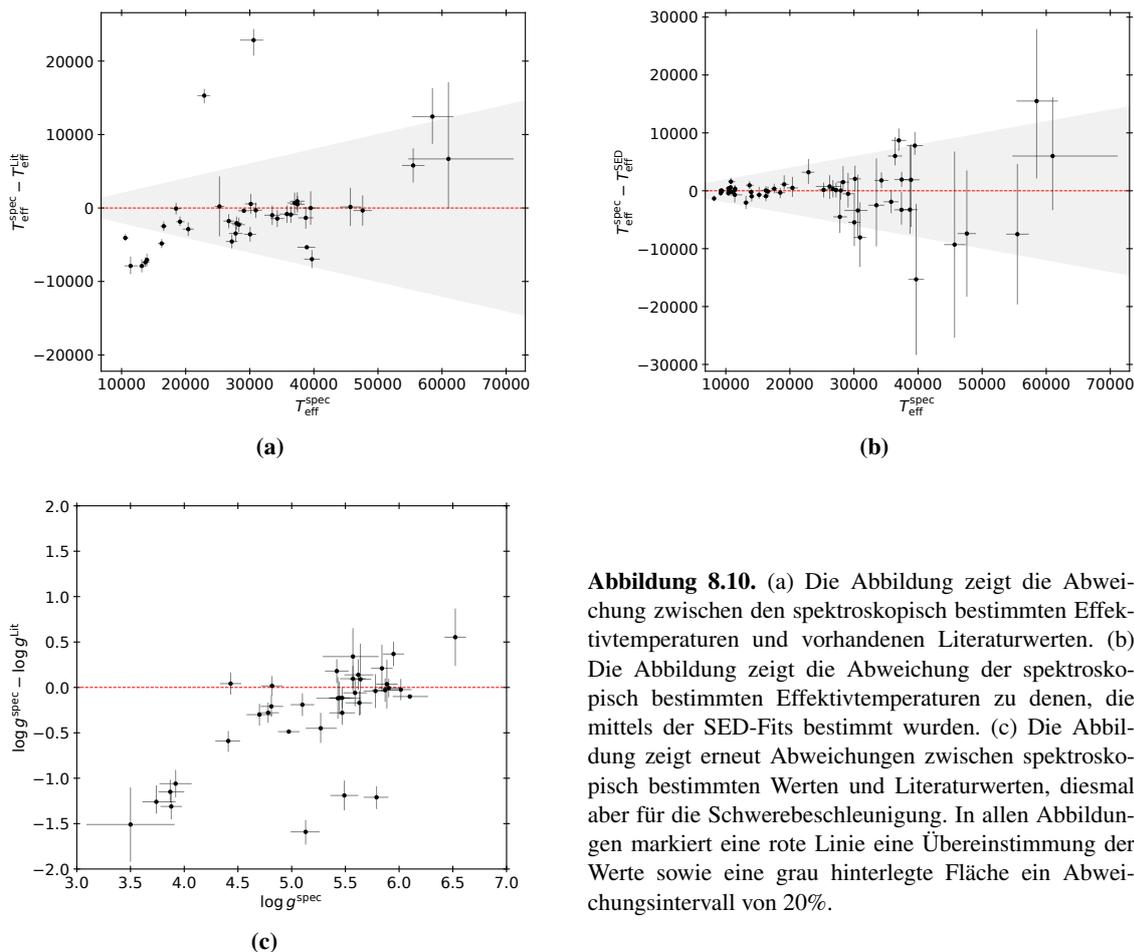 20000
10000
0
−10000
−20000
T_eff^spec − T_eff^Lit
10000 20000 30000 40000 50000 60000 70000
T_eff^spec
(a)
30000
20000
10000
0
−10000
−20000
−30000
T_eff^spec − T_eff^SED
10000 20000 30000 40000 50000 60000 70000
T_eff^spec
(b)
2.0
1.5
1.0
0.5
0.0
−0.5
−1.0
−1.5
−2.0
log g^spec − log g^Lit
3.0 3.5 4.0 4.5 5.0 5.5 6.0 6.5 7.0
log g^spec
(c)
Abbildung 8.10. (a) Die Abbildung zeigt die Abwei-
chung zwischen den spektroskopisch bestimmten Effek-
tivtemperaturen und vorhandenen Literaturwerten. (b)
Die Abbildung zeigt die Abweichung der spektrosko-
pisch bestimmten Effektivtemperaturen zu denen, die
mittels der SED-Fits bestimmt wurden. (c) Die Abbil-
dung zeigt erneut Abweichungen zwischen spektrosko-
pisch bestimmten Werten und Literaturwerten, diesmal
aber für die Schwerebeschleunigung. In allen Abbildun-
gen markiert eine rote Linie eine Übereinstimmung der
Werte sowie eine grau hinterlegte Fläche ein Abwei-
chungsintervall von 20%.